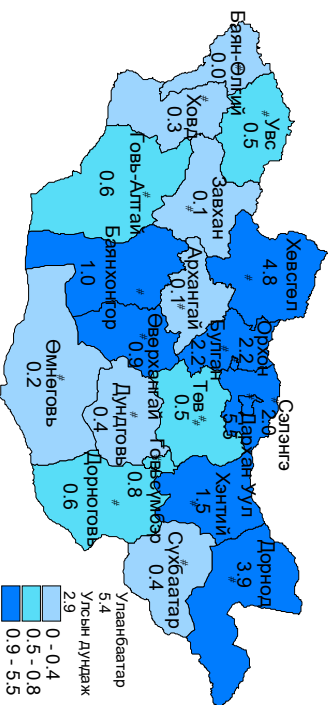 Баян-Өлгий
0.0
Увс
0.5
Ховд
0.3
Завхан
0.1
Говь-Алтай
0.6
Хөвсгөл
4.8
Архангай
0.1
Баянхонгор
1.0
Орхон
2.2
Булган
2.2
Өвөрхангай
0.9
Сэлэнгэ
2.0
Дархан Уул
5.5
Төв
0.5
Өмнөговь
0.2
Дундговь
0.4
Говьсүмбэр
0.8
Дорноговь
0.6
Хэнтий
1.5
Сүхбаатар
0.4
Дорнод
3.9
Улаанбаатар
5.4
Улсын дундаж
2.9
0 - 0.4
0.5 - 0.8
0.9 - 5.5